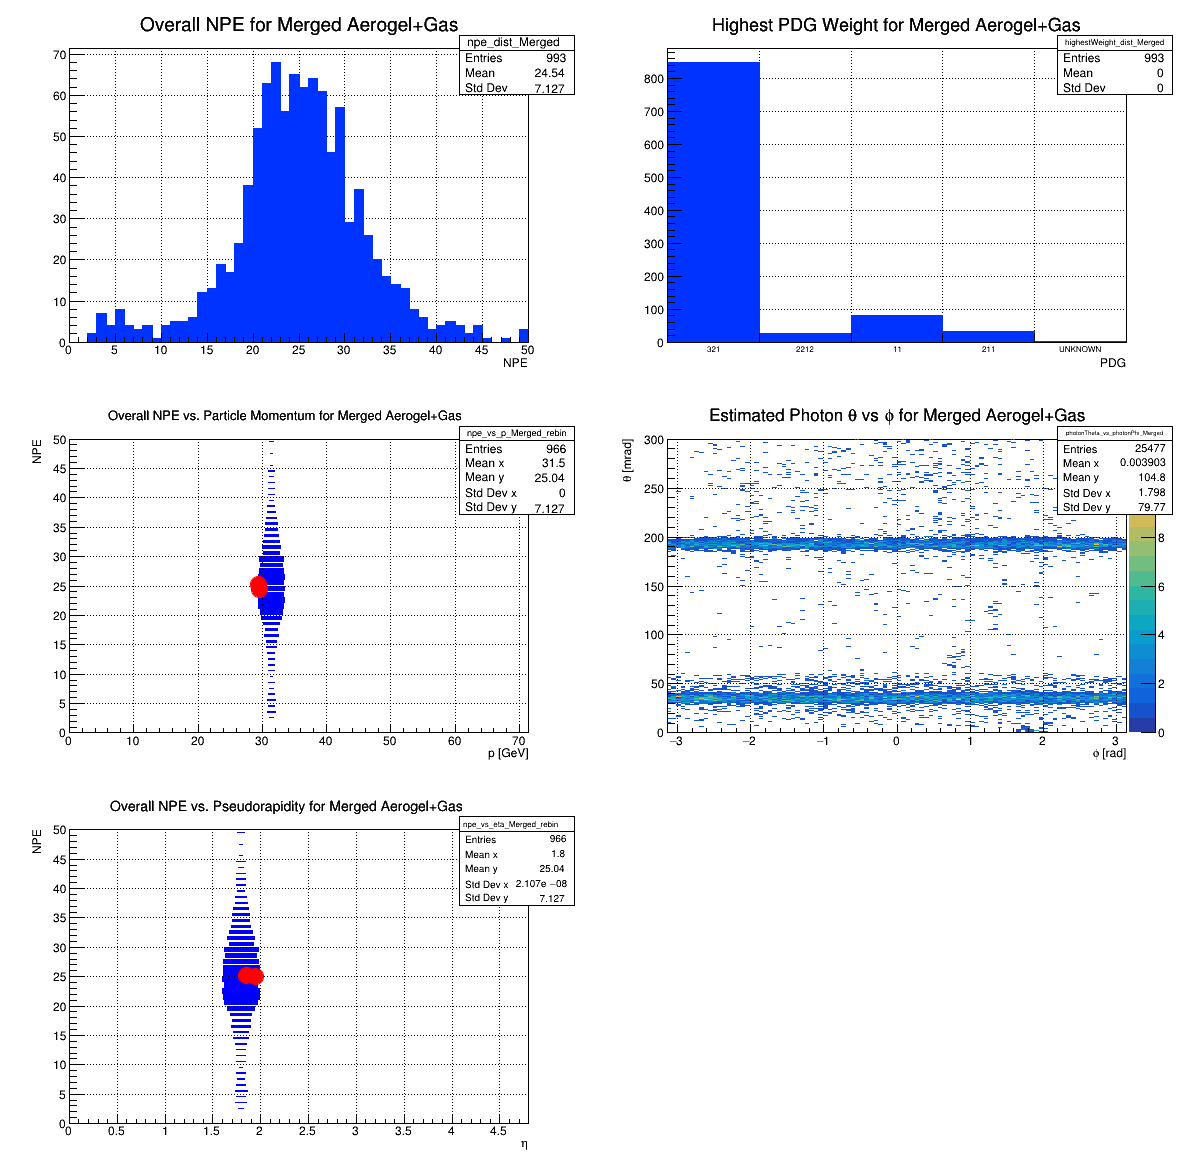 Overall NPE for Merged Aerogel+Gas
npe_dist_Merged
Entries 993
Mean 24.54
Std Dev 7.127
70
60
50
40
30
20
10
0
0 5 10 15 20 25 30 35 40 45 50
NPE
Highest PDG Weight for Merged Aerogel+Gas
highestWeight_dist_Merged
Entries 993
Mean 0
Std Dev 0
800
700
600
500
400
300
200
100
0
321 2212 11 211 UNKNOWN
PDG
Overall NPE vs. Particle Momentum for Merged Aerogel+Gas
NPE
npe_vs_p_Merged_rebin
Entries 966
Mean x 31.5
Mean y 25.04
Std Dev x 0
Std Dev y 7.127
50
45
40
35
30
25
20
15
10
5
0
0 10 20 30 40 50 60 70
p [GeV]
Estimated Photon θ vs ϕ for Merged Aerogel+Gas
θ [mrad]
photonTheta_vs_photonPhi_Merged
Entries 25477
Mean x 0.003903
Mean y 104.8
Std Dev x 1.798
Std Dev y 79.77
300
250
200
150
100
50
0
8
6
4
2
0
−3 −2 −1 0 1 2 3
ϕ [rad]
Overall NPE vs. Pseudorapidity for Merged Aerogel+Gas
NPE
npe_vs_eta_Merged_rebin
Entries 966
Mean x 1.8
Mean y 25.04
Std Dev x 2.107e −08
Std Dev y 7.127
50
45
40
35
30
25
20
15
10
5
0
0 0.5 1 1.5 2 2.5 3 3.5 4 4.5
η